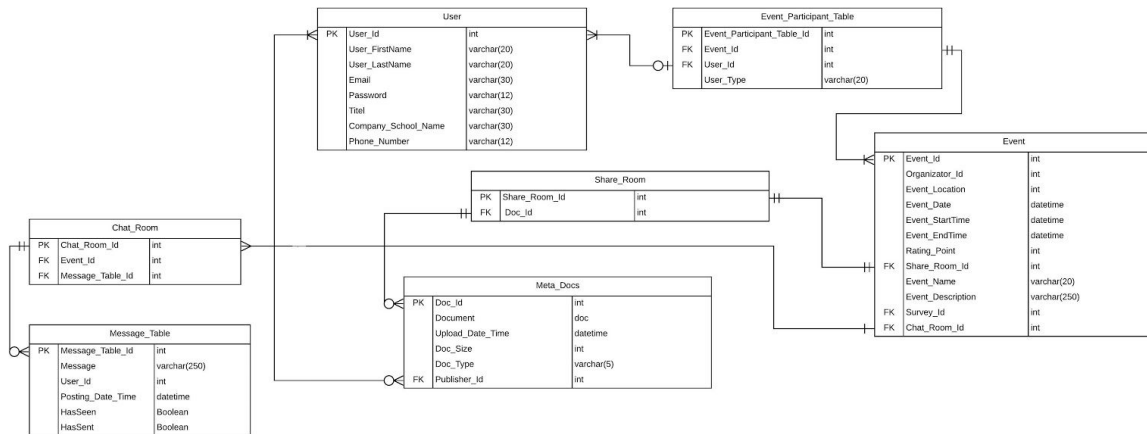 User
PK User_Id int
User_FirstName varchar(20)
User_LastName varchar(20)
Email varchar(30)
Password varchar(12)
Titel varchar(30)
Company_School_Name varchar(30)
Phone_Number varchar(12)
Event_Participant_Table
PK Event_Participant_Table_Id int
FK Event_Id int
FK User_Id int
User_Type varchar(20)
Event
PK Event_Id int
Organizator_Id int
Event_Location int
Event_Date datetime
Event_StartTime datetime
Event_EndTime datetime
Rating_Point int
FK Share_Room_Id int
Event_Name varchar(20)
Event_Description varchar(250)
FK Survey_Id int
FK Chat_Room_Id int
Share_Room
PK Share_Room_Id int
FK Doc_Id int
Chat_Room
PK Chat_Room_Id int
FK Event_Id int
FK Message_Table_Id int
Meta_Docs
PK Doc_Id int
Document doc
Upload_Date_Time datetime
Doc_Size int
Doc_Type varchar(5)
FK Publisher_Id int
Message_Table
PK Message_Table_Id int
Message varchar(250)
User_Id int
Posting_Date_Time datetime
HasSeen Boolean
HasSent Boolean